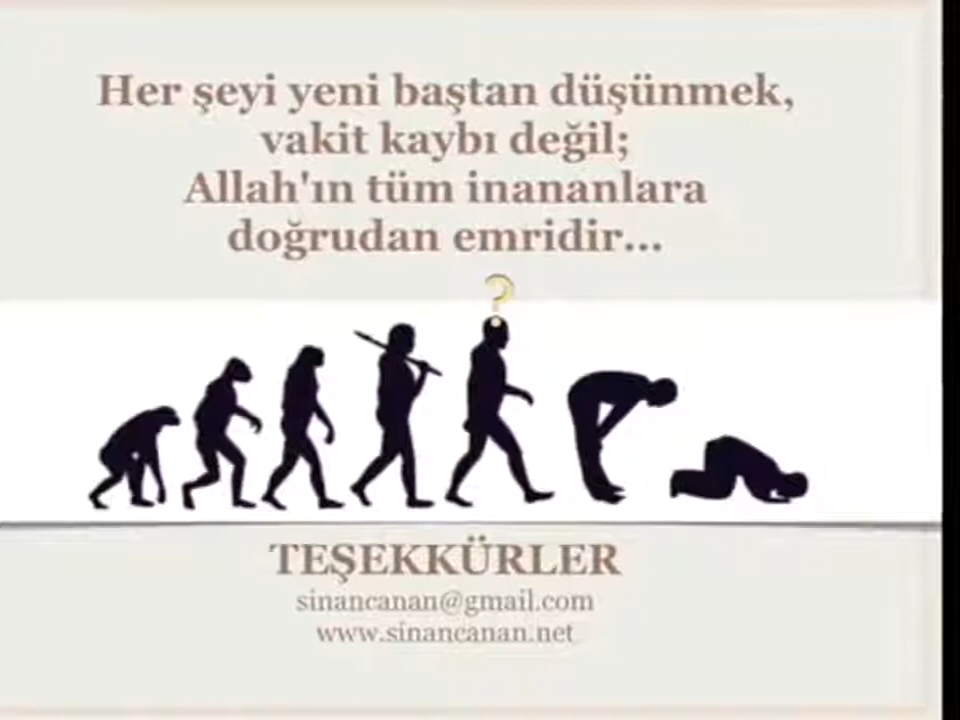 Her şeyi yeni baştan düşünmek,
vakit kaybı değil;
Allah'ın tüm inananlara
doğrudan emridir...
?
TEŞEKKÜRLER
sinancanan@gmail.com
www.sinancanan.net